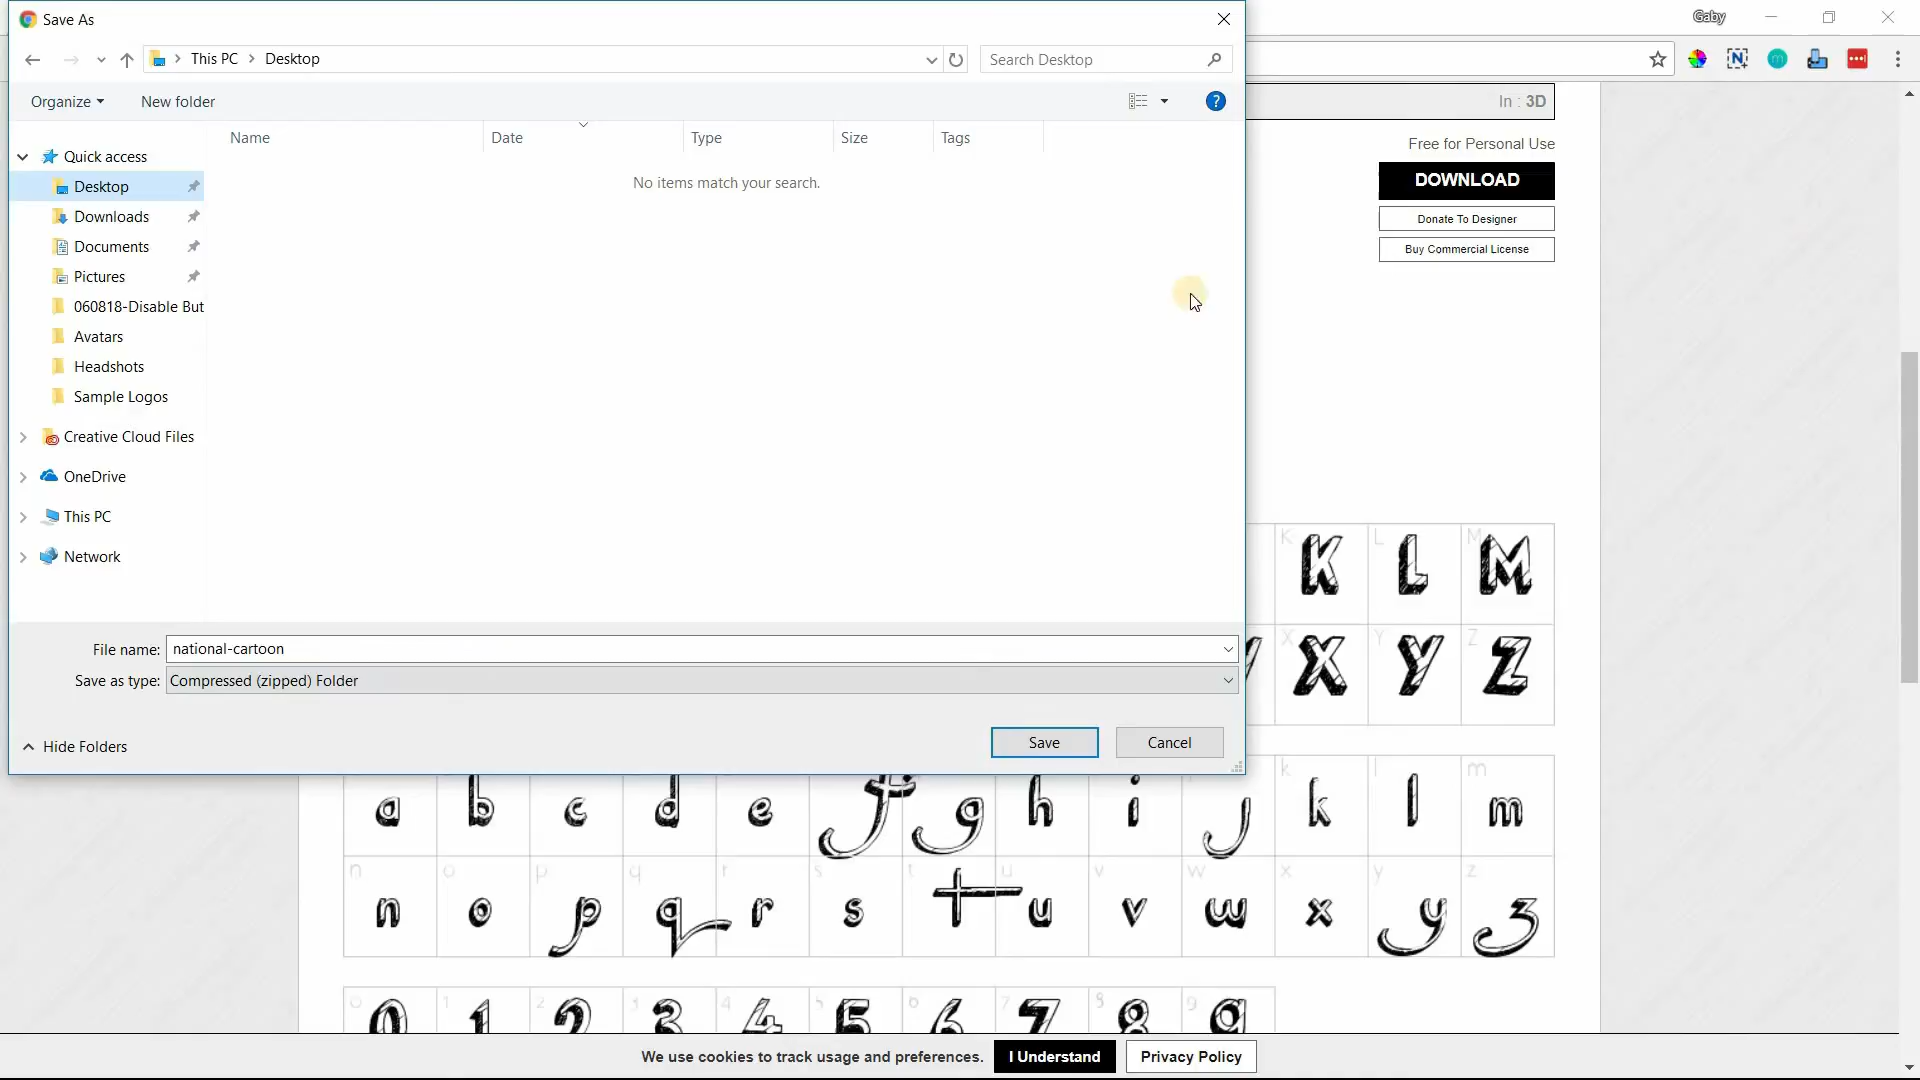 Save As
Gaby
This PC > Desktop
Search Desktop
Organize
New folder
In : 3D
Name
Date
Type
Size
Tags
No items match your search.
Free for Personal Use
DOWNLOAD
Donate To Designer
Buy Commercial License
Quick access
Desktop
Downloads
Documents
Pictures
060818-Disable But
Avatars
Headshots
Sample Logos
Creative Cloud Files
OneDrive
This PC
Network
K L M
X Y Z
File name: national-cartoon
Save as type: Compressed (zipped) Folder
Hide Folders
Save
Cancel
a b c d e f g h i j k l m
n o p q r s t u v w x y z
0 1 2 3 4 5 6 7 8 9
We use cookies to track usage and preferences.
I Understand
Privacy Policy